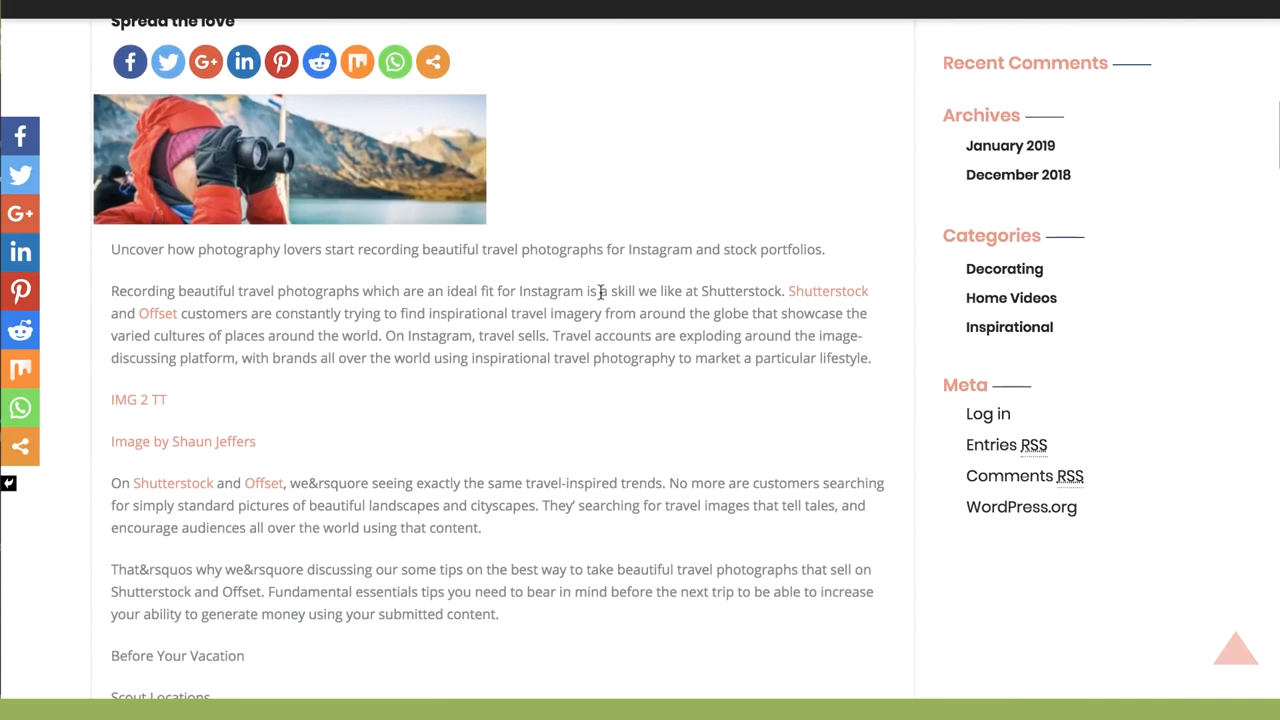 Spread the love
Uncover how photography lovers start recording beautiful travel photographs for Instagram and stock portfolios.
Recording beautiful travel photographs which are an ideal fit for Instagram is a skill we like at Shutterstock. Shutterstock
and Offset customers are constantly trying to find inspirational travel imagery from around the globe that showcase the
varied cultures of places around the world. On Instagram, travel sells. Travel accounts are exploding around the image-
discussing platform, with brands all over the world using inspirational travel photography to market a particular lifestyle.
IMG 2 TT
Image by Shaun Jeffers
On Shutterstock and Offset, we&rsquore seeing exactly the same travel-inspired trends. No more are customers searching
for simply standard pictures of beautiful landscapes and cityscapes. They’ searching for travel images that tell tales, and
encourage audiences all over the world using that content.
That&rsquos why we&rsquore discussing our some tips on the best way to take beautiful travel photographs that sell on
Shutterstock and Offset. Fundamental essentials tips you need to bear in mind before the next trip to be able to increase
your ability to generate money using your submitted content.
Before Your Vacation
Scout Locations
Recent Comments
Archives
January 2019
December 2018
Categories
Decorating
Home Videos
Inspirational
Meta
Log in
Entries RSS
Comments RSS
WordPress.org